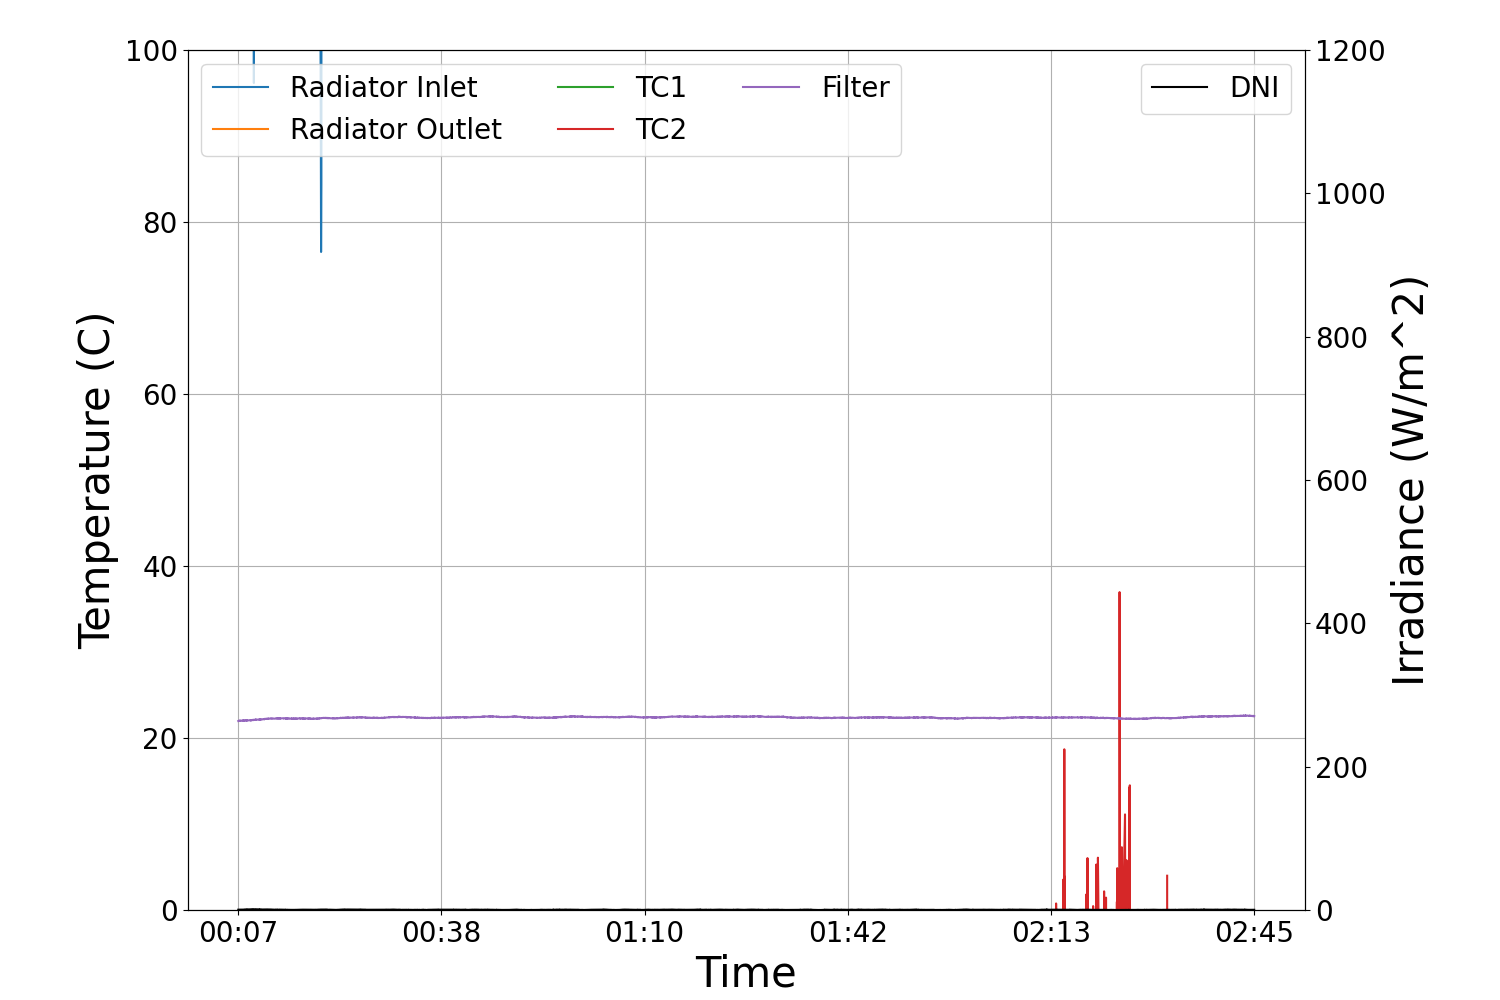 100
80
60
40
20
0
Temperature (C)
Radiator Inlet
Radiator Outlet
TC1
TC2
Filter
DNI
1200
1000
800
600
400
200
0
Irradiance (W/m^2)
00:07 00:38 01:10 01:42 02:13 02:45
Time